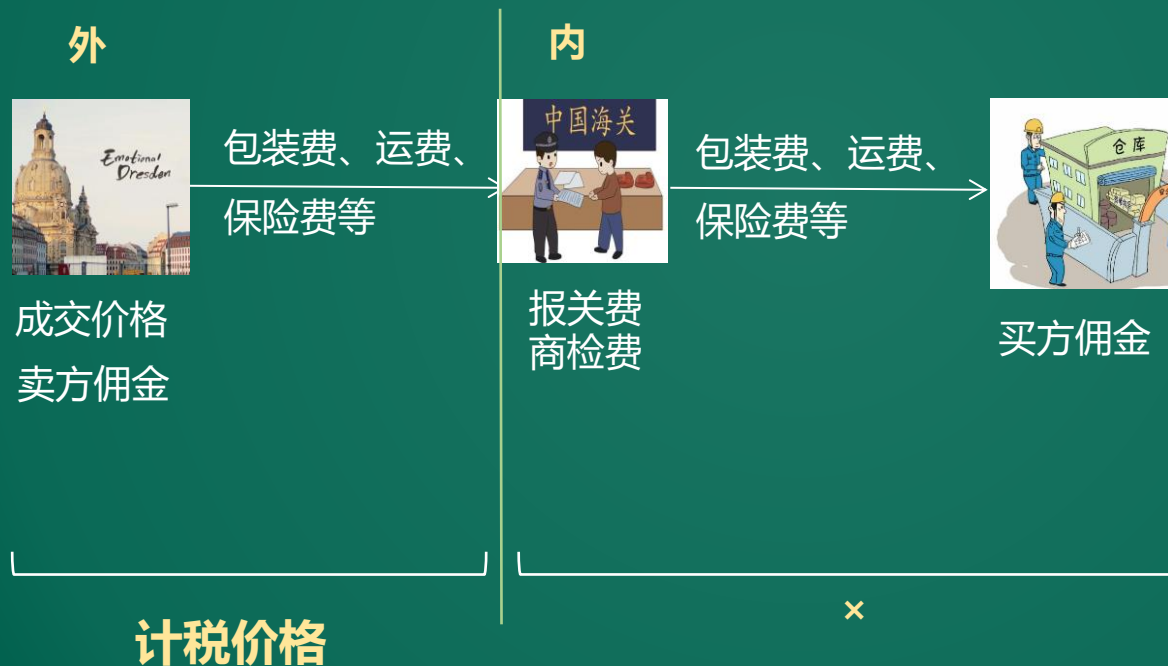 外
内
Emotional
Dresden
包装费、运费、
保险费等
中国海关
包装费、运费、
保险费等
仓库
成交价格
卖方佣金
报关费
商检费
买方佣金
计税价格
×